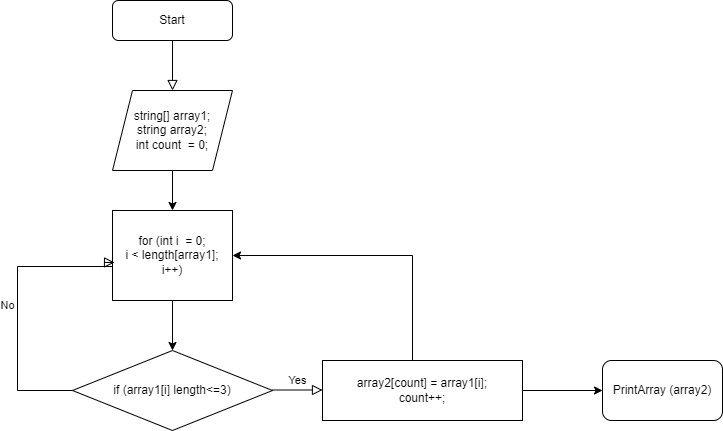 Start
string[] array1;
string array2;
int count  = 0;
for (int i  = 0;
i < length[array1];
i++)
No
if (array1[i] length<=3)
Yes
array2[count] = array1[i];
count++;
PrintArray (array2)